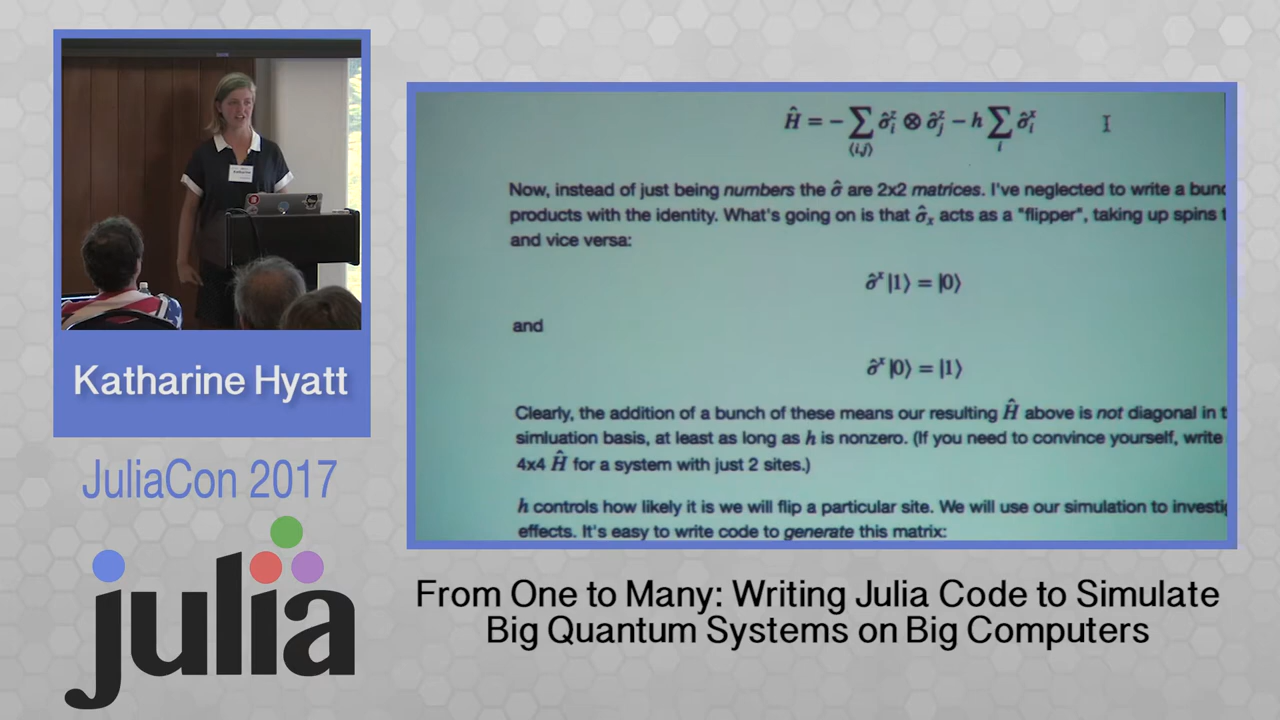 Katharine
Katharine Hyatt
JuliaCon 2017
julia
Ĥ = − ∑ σ̂ᵢᶻ ⊗ σ̂ⱼᶻ − h ∑ σ̂ᵢˣ
⟨i,j⟩ i
Now, instead of just being numbers the σ̂ are 2x2 matrices. I've neglected to write a
products with the identity. What's going on is that σ̂ₓ acts as a "flipper", taking up spins
and vice versa:
σ̂ˣ |1⟩ = |0⟩
and
σ̂ˣ |0⟩ = |1⟩
Clearly, the addition of a bunch of these means our resulting Ĥ above is not diagonal in
simluation basis, at least as long as h is nonzero. (If you need to convince yourself, write
4x4 Ĥ for a system with just 2 sites.)
h controls how likely it is we will flip a particular site. We will use our simulation to
effects. It's easy to write code to generate this matrix:
From One to Many: Writing Julia Code to Simulate
Big Quantum Systems on Big Computers